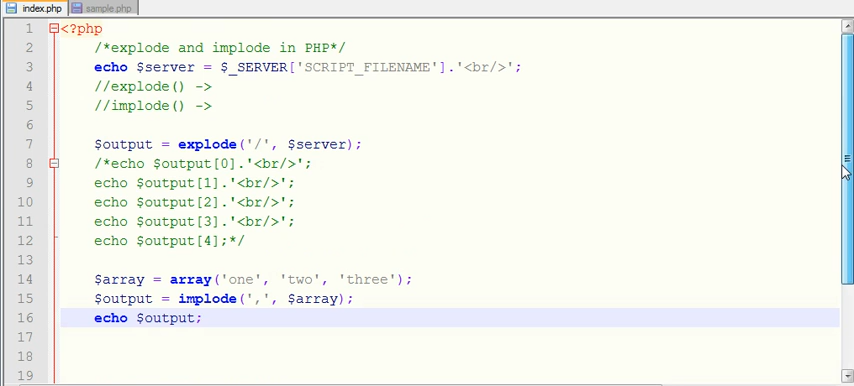 index.php sample.php
1 <?php
2 /*explode and implode in PHP*/
3 echo $server = $_SERVER['SCRIPT_FILENAME'].'<br/>';
4 //explode() ->
5 //implode() ->
6
7 $output = explode('/', $server);
8 /*echo $output[0].'<br/>';
9 echo $output[1].'<br/>';
10 echo $output[2].'<br/>';
11 echo $output[3].'<br/>';
12 echo $output[4];*/
13
14 $array = array('one', 'two', 'three');
15 $output = implode(',', $array);
16 echo $output;
17
18
19